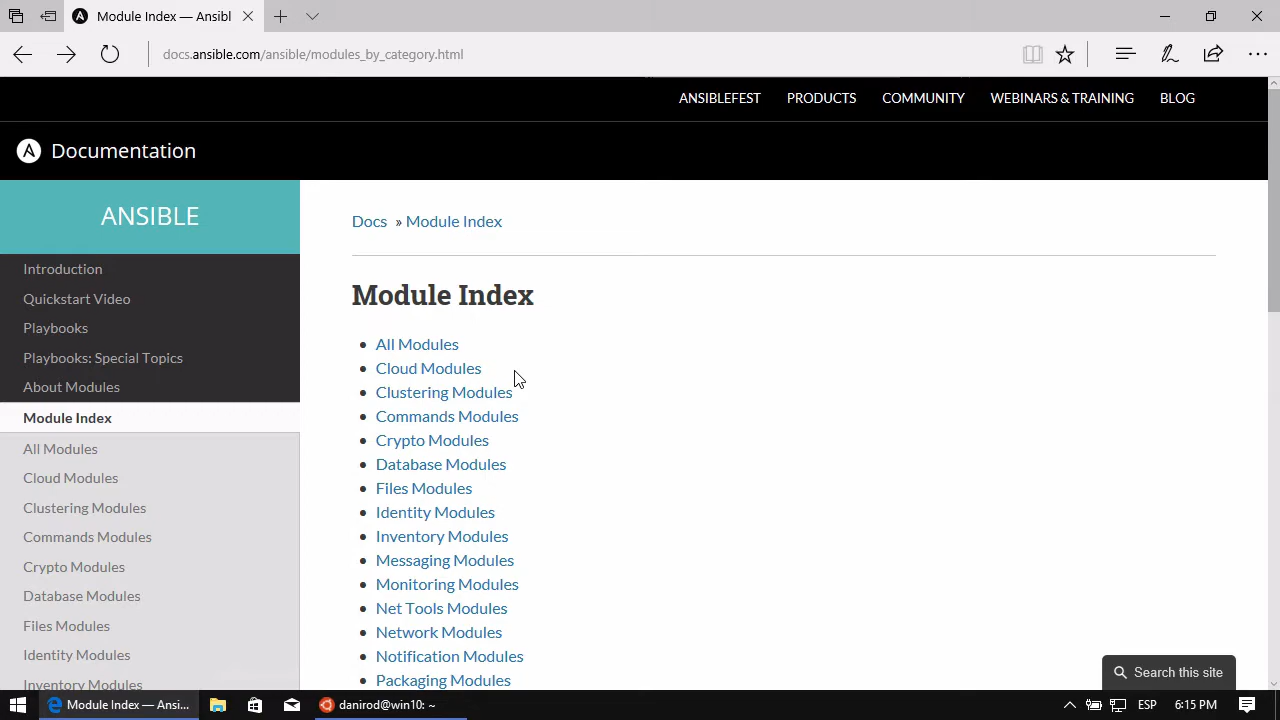 Module Index — Ansibl
docs.ansible.com/ansible/modules_by_category.html
ANSIBLEFEST PRODUCTS COMMUNITY WEBINARS & TRAINING BLOG
Documentation
ANSIBLE
Introduction
Quickstart Video
Playbooks
Playbooks: Special Topics
About Modules
Module Index
All Modules
Cloud Modules
Clustering Modules
Commands Modules
Crypto Modules
Database Modules
Files Modules
Identity Modules
Inventory Modules
Docs » Module Index
Module Index
• All Modules
• Cloud Modules
• Clustering Modules
• Commands Modules
• Crypto Modules
• Database Modules
• Files Modules
• Identity Modules
• Inventory Modules
• Messaging Modules
• Monitoring Modules
• Net Tools Modules
• Network Modules
• Notification Modules
• Packaging Modules
Search this site
Module Index — Ansi...
danirod@win10: ~
ESP
6:15 PM